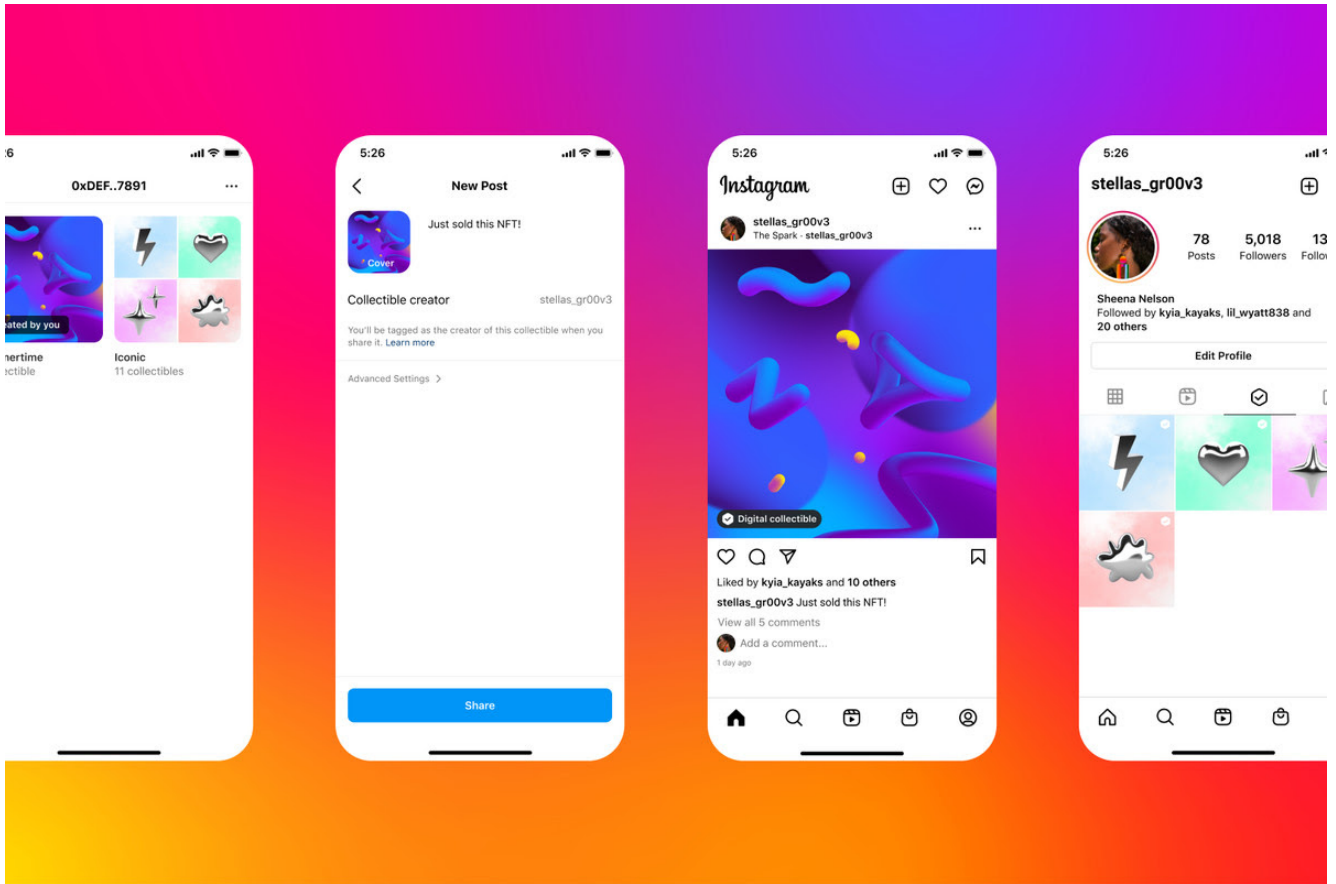 :6
0xDEF..7891
...
ated by you
nertime
ectible
Iconic
11 collectibles
5:26
New Post
Cover
Just sold this NFT!
Collectible creator
stellas_gr00v3
You'll be tagged as the creator of this collectible when you
share it. Learn more
Advanced Settings
Share
5:26
Instagram
stellas_gr00v3
The Spark · stellas_gr00v3
...
Digital collectible
Liked by kyia_kayaks and 10 others
stellas_gr00v3 Just sold this NFT!
View all 5 comments
Add a comment...
1 day ago
5:26
stellas_gr00v3
78
5,018
13
Posts
Followers
Follow
Sheena Nelson
Followed by kyia_kayaks, lil_wyatt838 and
20 others
Edit Profile